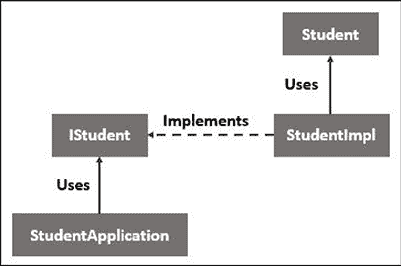 Student
Uses
Implements
IStudent
StudentImpl
Uses
StudentApplication